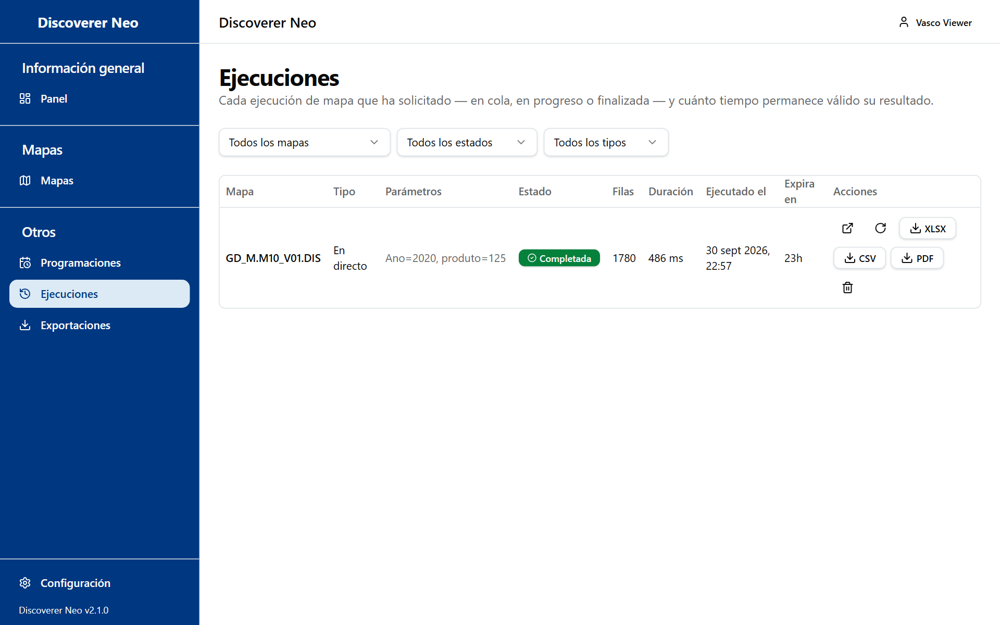 Discoverer Neo
Información general
Panel
Mapas
Mapas
Otros
Programaciones
Ejecuciones
Exportaciones
Configuración
Discoverer Neo v2.1.0
Discoverer Neo
Vasco Viewer
Ejecuciones
Cada ejecución de mapa que ha solicitado — en cola, en progreso o finalizada — y cuánto tiempo permanece válido su resultado.
Todos los mapas
Todos los estados
Todos los tipos
Mapa Tipo Parámetros Estado Filas Duración Ejecutado el Expira en Acciones
GD_M.M10_V01.DIS En directo Ano=2020, produto=125 Completada 1780 486 ms 30 sept 2026, 22:57 23h
XLSX
CSV PDF